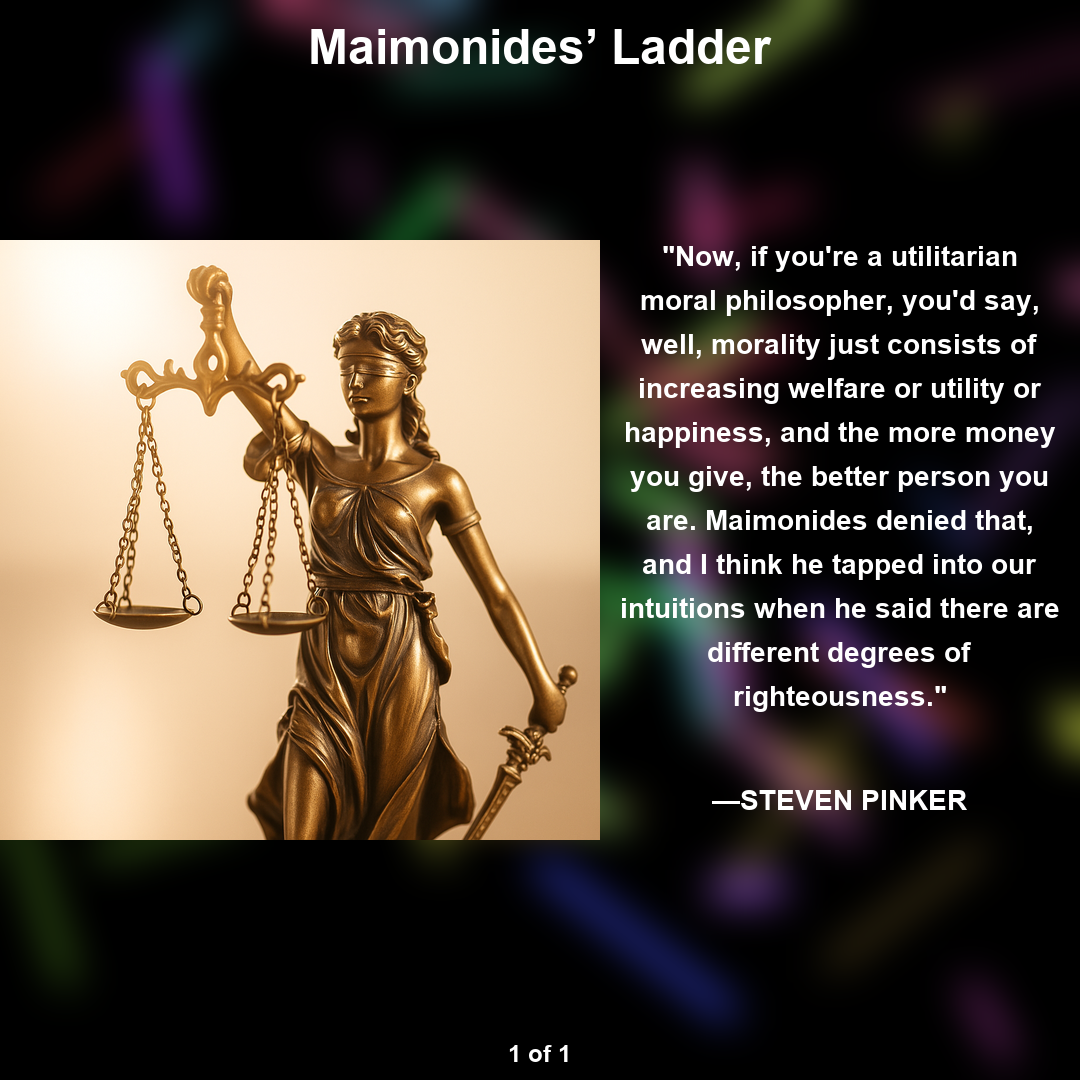 Maimonides’ Ladder
"Now, if you're a utilitarian
moral philosopher, you'd say,
well, morality just consists of
increasing welfare or utility or
happiness, and the more money
you give, the better person you
are. Maimonides denied that,
and I think he tapped into our
intuitions when he said there are
different degrees of
righteousness."
—STEVEN PINKER
1 of 1